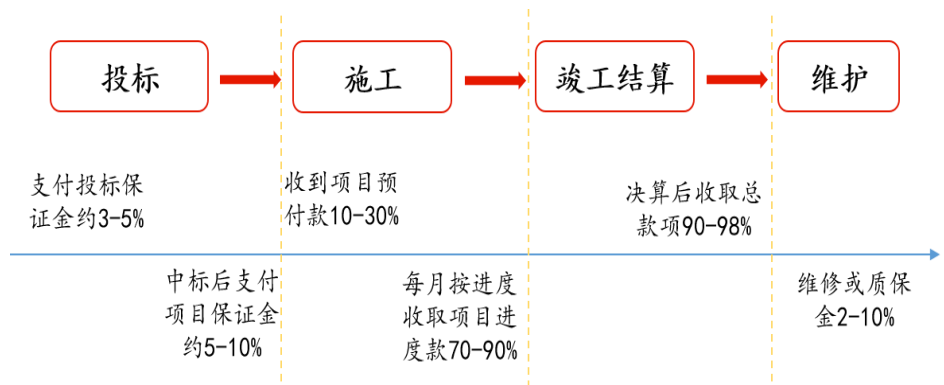 投标
施工
竣工结算
维护
支付投标保
证金约3-5%
收到项目预
付款10-30%
决算后收取总
款项90-98%
中标后支付
项目保证金
约5-10%
每月按进度
收取项目进
度款70-90%
维修或质保
金2-10%